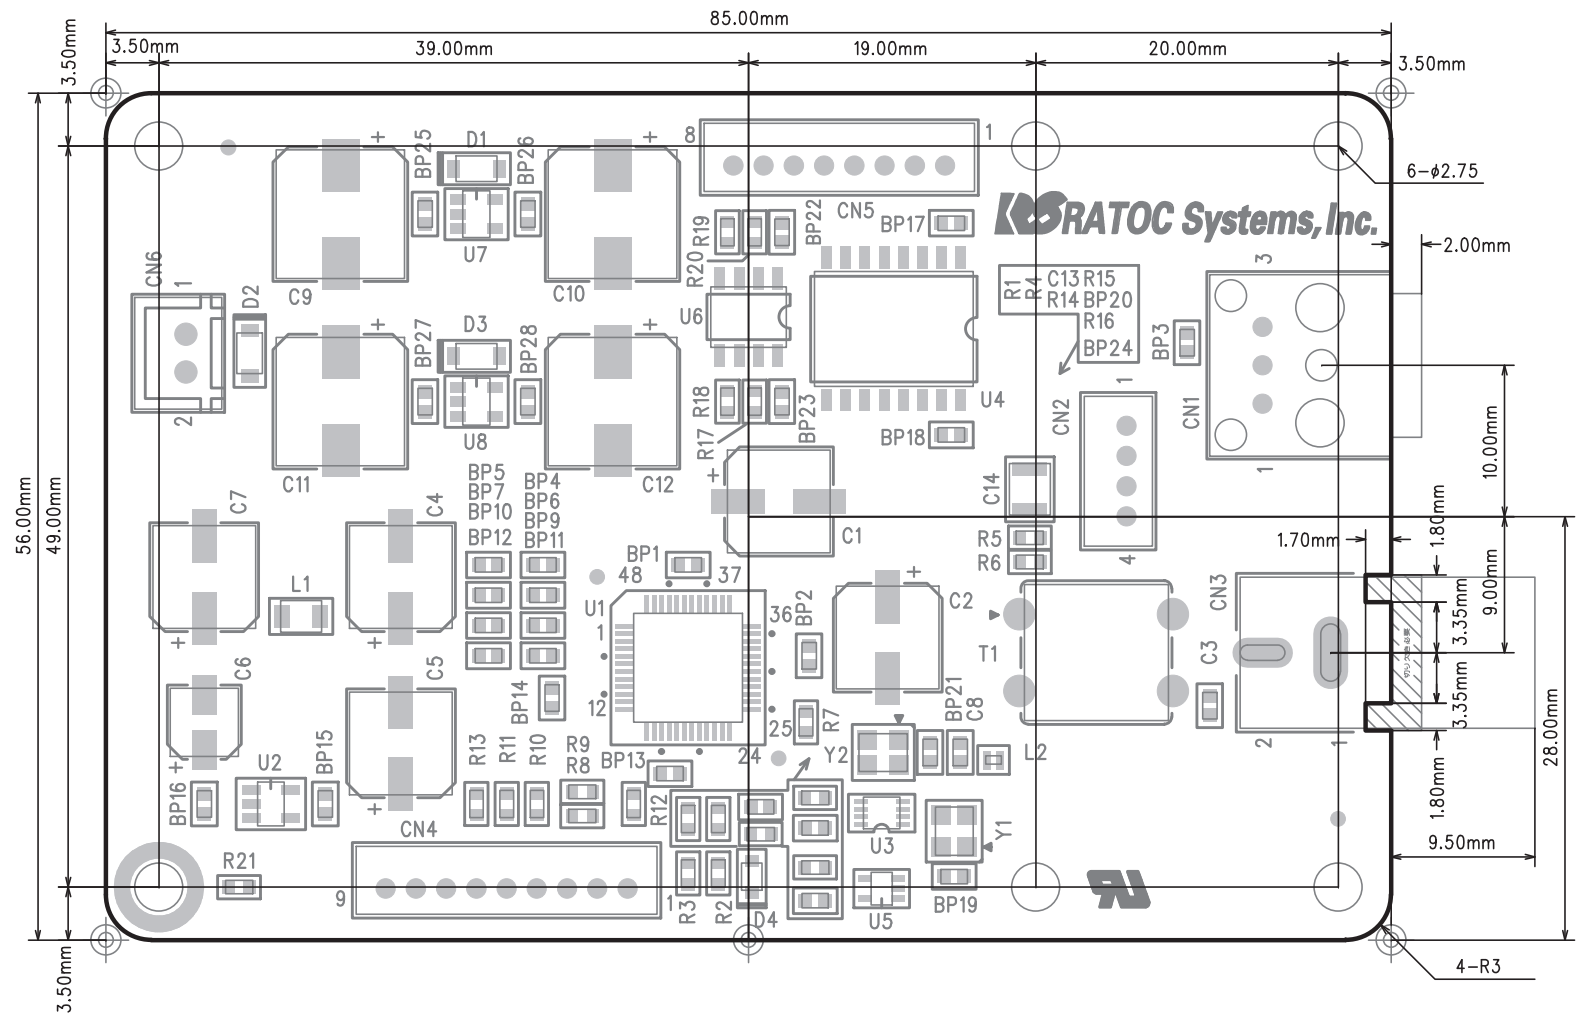 85.00mm
3.50mm
39.00mm
19.00mm
20.00mm
3.50mm
3.50mm
56.00mm
49.00mm
3.50mm
6-φ2.75
2.00mm
10.00mm
1.70mm
1.80mm
9.00mm
3.35mm
3.35mm
1.80mm
28.00mm
9.50mm
4-R3
RATOC Systems, Inc.
切り欠き必要
+
BP25
D1
BP26
+
8
1
CN5
U7
C9
C10
R19
BP22
BP17
R20
U6
CN6
1
2
D2
+
BP27
D3
BP28
+
U8
C11
C12
R18
BP23
R17
U4
BP18
R1
R4
C13 R15
R14 BP20
R16
BP24
BP3
3
CN1
1
CN2
1
4
C14
R5
R6
+
C1
C7
+
L1
C4
+
BP5
BP7
BP10
BP12
BP4
BP6
BP9
BP11
BP1
48
37
U1
1
36
12
25
24
BP2
+
C2
T1
C3
CN3
2
1
C6
+
C5
+
BP14
R7
BP21
C8
Y2
L2
U2
BP16
BP15
R13
R11
R10
R9
R8
BP13
R12
U3
Y1
CN4
9
1
R21
R3
R2
D4
U5
BP19
RU